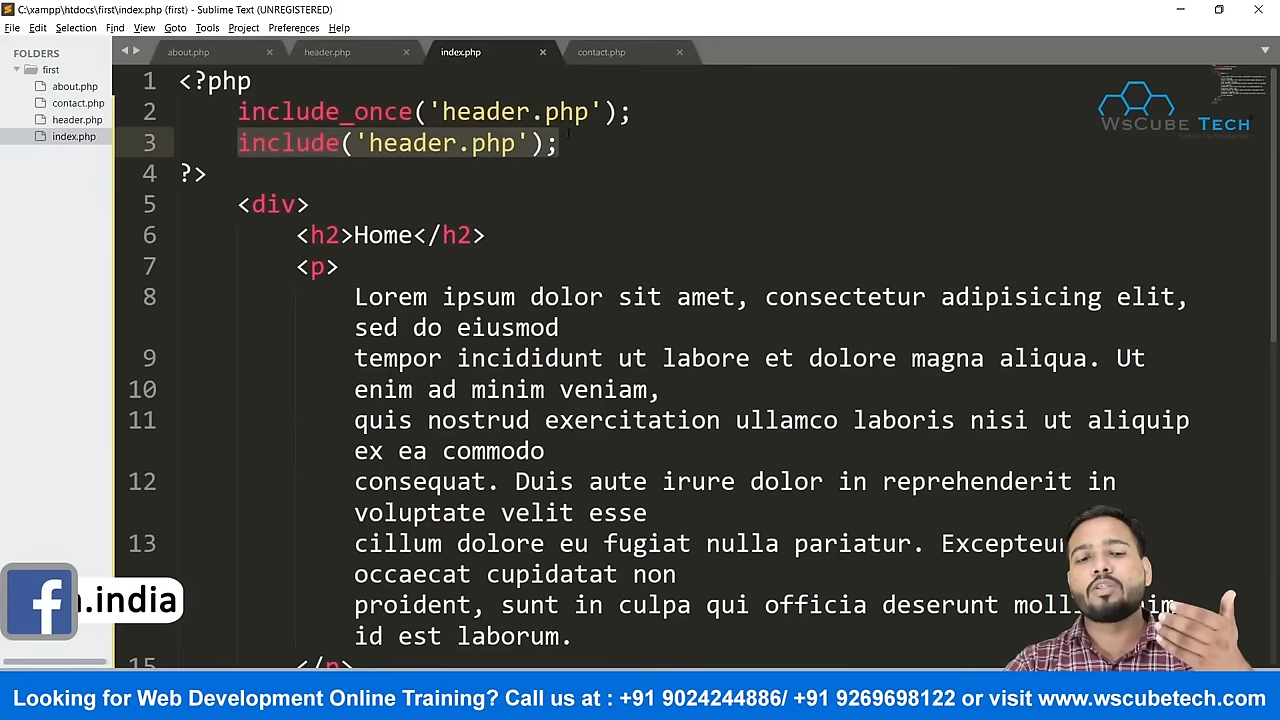 C:\xampp\htdocs\first\index.php (first) - Sublime Text (UNREGISTERED)
File Edit Selection Find View Goto Tools Project Preferences Help
FOLDERS
first
about.php
contact.php
header.php
index.php
about.php × header.php × index.php × contact.php ×
1 <?php
2 include_once('header.php');
3 include('header.php');
4 ?>
5 <div>
6 <h2>Home</h2>
7 <p>
8 Lorem ipsum dolor sit amet, consectetur adipisicing elit,
sed do eiusmod
9 tempor incididunt ut labore et dolore magna aliqua. Ut
10 enim ad minim veniam,
11 quis nostrud exercitation ullamco laboris nisi ut aliquip
ex ea commodo
12 consequat. Duis aute irure dolor in reprehenderit in
voluptate velit esse
13 cillum dolore eu fugiat nulla pariatur. Excepteur
occaecat cupidatat non
proident, sunt in culpa qui officia deserunt
id est laborum.
15 </p>
WsCube Tech
.india
Looking for Web Development Online Training? Call us at : +91 9024244886/ +91 9269698122 or visit www.wscubetech.com